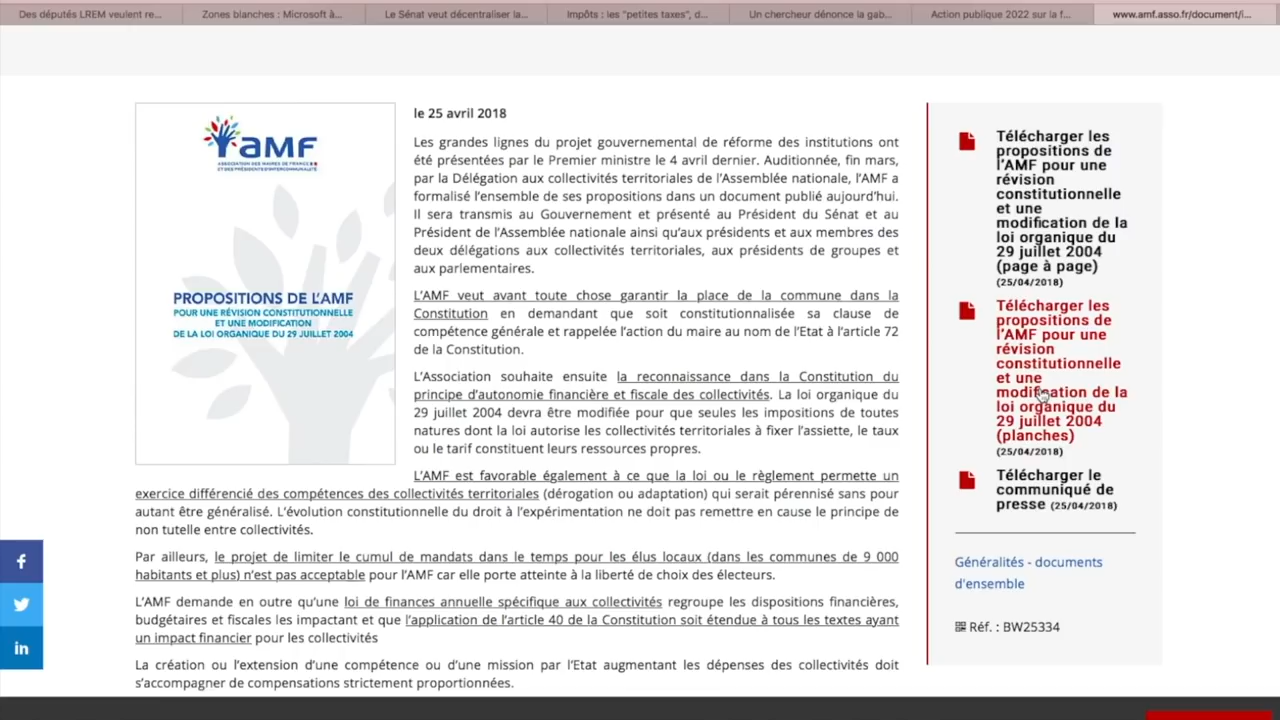 Des députés LREM veulent re...
Zones blanches : Microsoft à...
Le Sénat veut décentraliser la...
Impôts : les "petites taxes", d...
Un chercheur dénonce la gab...
Action publique 2022 sur la f...
www.amf.asso.fr/document/i...
AMF
ASSOCIATION DES MAIRES DE FRANCE
ET DES PRÉSIDENTS D'INTERCOMMUNALITÉ
PROPOSITIONS DE L'AMF
POUR UNE RÉVISION CONSTITUTIONNELLE
ET UNE MODIFICATION
DE LA LOI ORGANIQUE DU 29 JUILLET 2004
le 25 avril 2018
Les grandes lignes du projet gouvernemental de réforme des institutions ont
été présentées par le Premier ministre le 4 avril dernier. Auditionnée, fin mars,
par la Délégation aux collectivités territoriales de l'Assemblée nationale, l'AMF a
formalisé l'ensemble de ses propositions dans un document publié aujourd'hui.
Il sera transmis au Gouvernement et présenté au Président du Sénat et au
Président de l'Assemblée nationale ainsi qu'aux présidents et aux membres des
deux délégations aux collectivités territoriales, aux présidents de groupes et
aux parlementaires.
L'AMF veut avant toute chose garantir la place de la commune dans la
Constitution en demandant que soit constitutionnalisée sa clause de
compétence générale et rappelée l'action du maire au nom de l'Etat à l'article 72
de la Constitution.
L'Association souhaite ensuite la reconnaissance dans la Constitution du
principe d'autonomie financière et fiscale des collectivités. La loi organique du
29 juillet 2004 devra être modifiée pour que seules les impositions de toutes
natures dont la loi autorise les collectivités territoriales à fixer l'assiette, le taux
ou le tarif constituent leurs ressources propres.
L'AMF est favorable également à ce que la loi ou le règlement permette un
exercice différencié des compétences des collectivités territoriales (dérogation ou adaptation) qui serait pérennisé sans pour
autant être généralisé. L'évolution constitutionnelle du droit à l'expérimentation ne doit pas remettre en cause le principe de
non tutelle entre collectivités.
Par ailleurs, le projet de limiter le cumul de mandats dans le temps pour les élus locaux (dans les communes de 9 000
habitants et plus) n'est pas acceptable pour l'AMF car elle porte atteinte à la liberté de choix des électeurs.
L'AMF demande en outre qu'une loi de finances annuelle spécifique aux collectivités regroupe les dispositions financières,
budgétaires et fiscales les impactant et que l'application de l'article 40 de la Constitution soit étendue à tous les textes ayant
un impact financier pour les collectivités
La création ou l'extension d'une compétence ou d'une mission par l'Etat augmentant les dépenses des collectivités doit
s'accompagner de compensations strictement proportionnées.
Télécharger les
propositions de
l'AMF pour une
révision
constitutionnelle
et une
modification de la
loi organique du
29 juillet 2004
(page à page)
(25/04/2018)
Télécharger les
propositions de
l'AMF pour une
révision
constitutionnelle
et une
modification de la
loi organique du
29 juillet 2004
(planches)
(25/04/2018)
Télécharger le
communiqué de
presse (25/04/2018)
Généralités - documents
d'ensemble
Réf. : BW25334